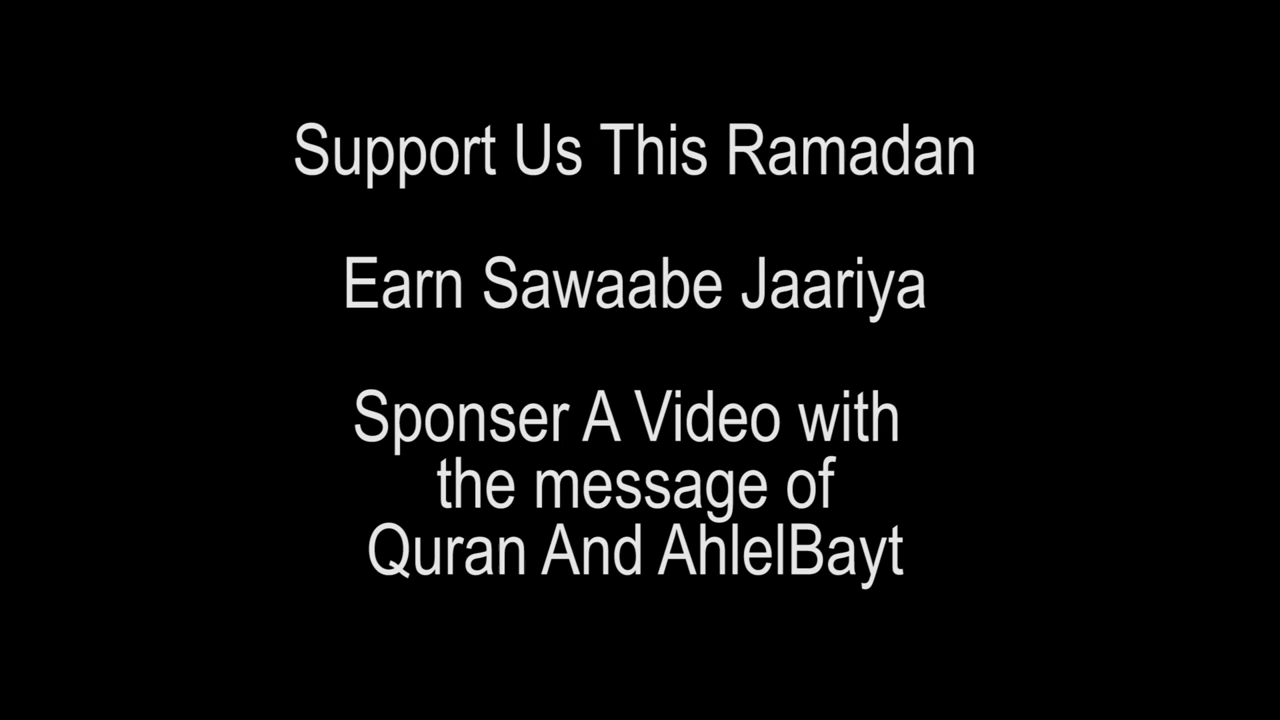 Support Us This Ramadan
Earn Sawaabe Jaariya
Sponser A Video with
the message of
Quran And AhlelBayt